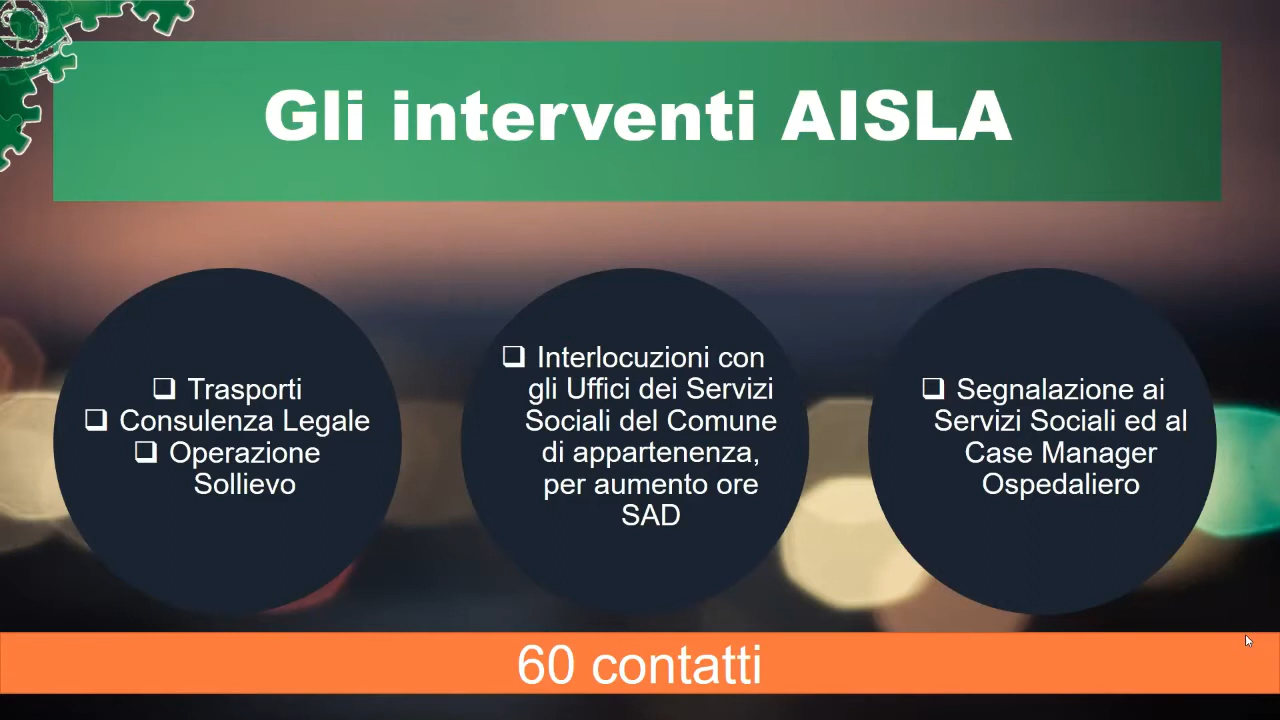 Gli interventi AISLA
❑ Trasporti
❑ Consulenza Legale
❑ Operazione
Sollievo
❑ Interlocuzioni con
gli Uffici dei Servizi
Sociali del Comune
di appartenenza,
per aumento ore
SAD
❑ Segnalazione ai
Servizi Sociali ed al
Case Manager
Ospedaliero
60 contatti